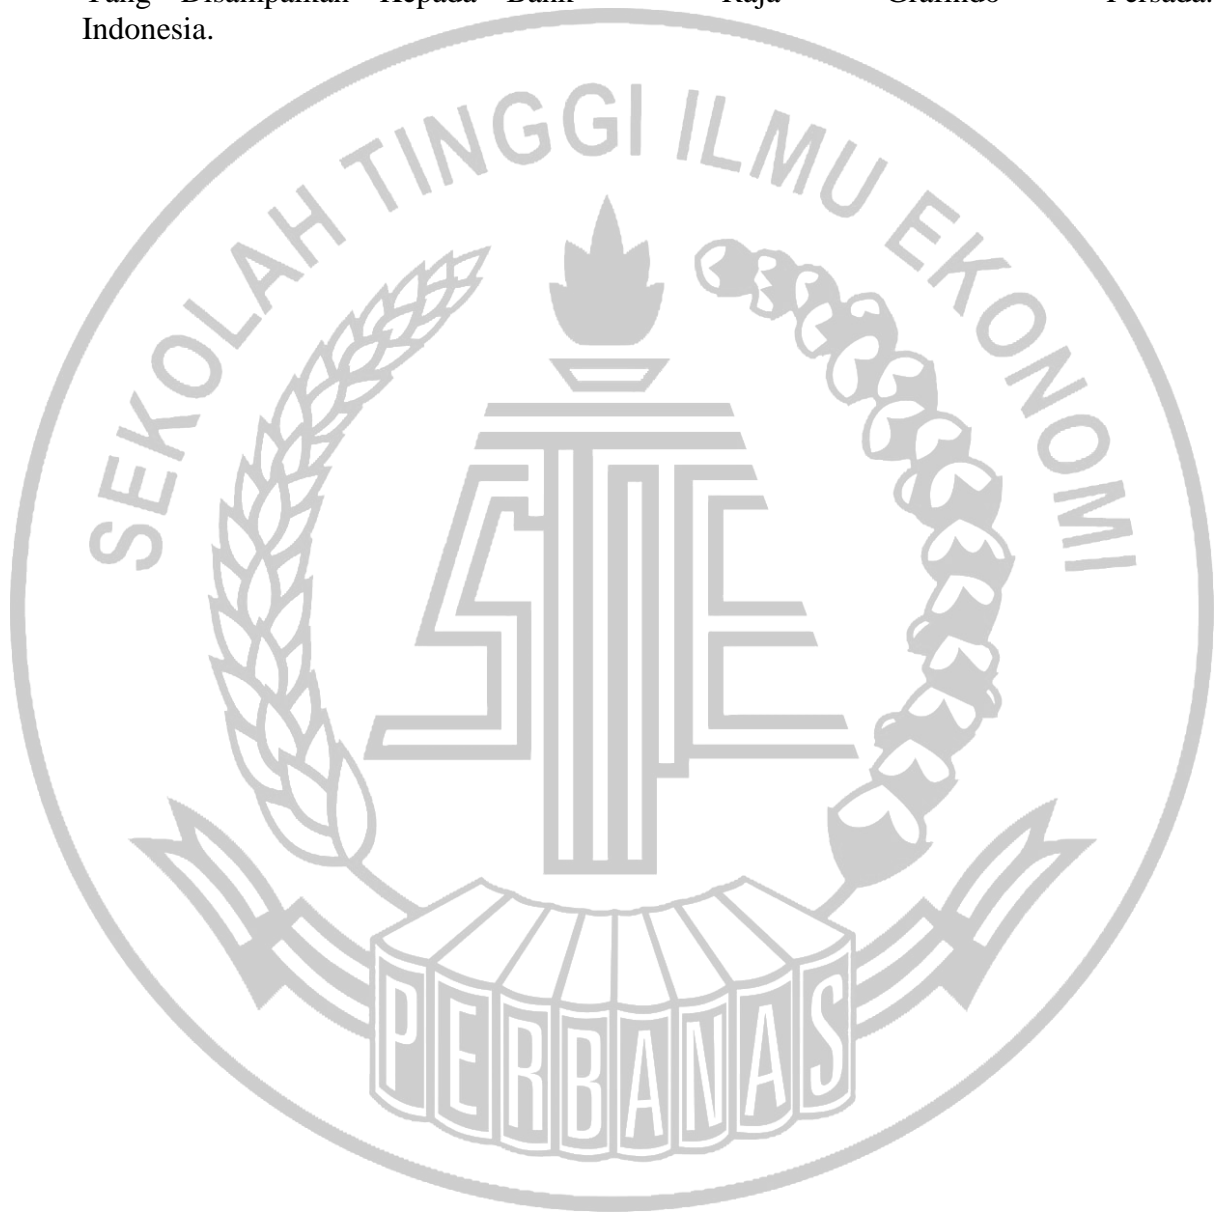 Yang Disampaikan Kepada Bank
Indonesia.
Raja Grafindo Persada.
SEKOLAH TINGGI ILMU EKONOMI
STIE
PERBANAS